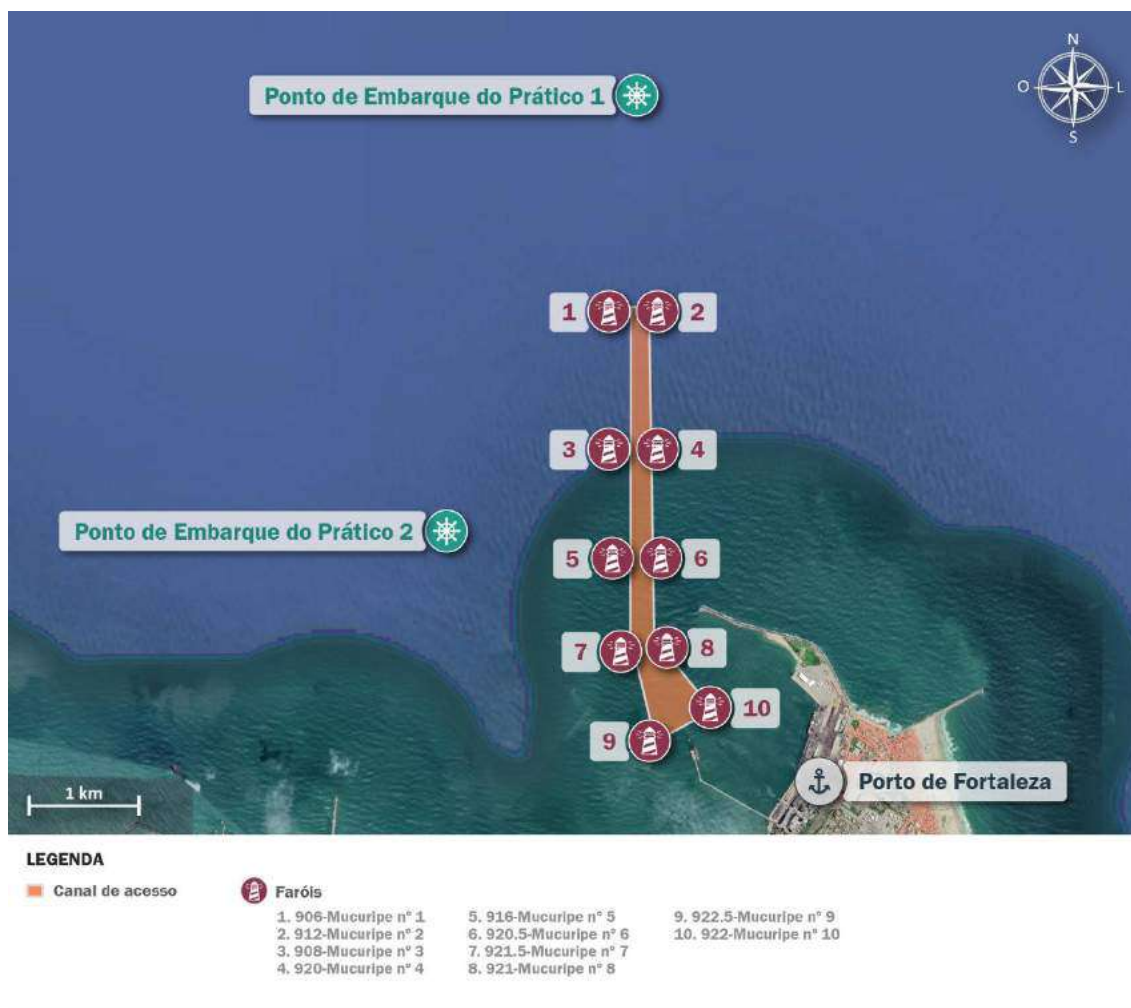 N
O
L
S
Ponto de Embarque do Prático 1
1
2
3
4
Ponto de Embarque do Prático 2
5
6
7
8
10
9
Porto de Fortaleza
1 km
LEGENDA
Canal de acesso
Faróis
1. 906-Mucuripe nº 1
2. 912-Mucuripe nº 2
3. 908-Mucuripe nº 3
4. 920-Mucuripe nº 4
5. 916-Mucuripe nº 5
6. 920.5-Mucuripe nº 6
7. 921.5-Mucuripe nº 7
8. 921-Mucuripe nº 8
9. 922.5-Mucuripe nº 9
10. 922-Mucuripe nº 10